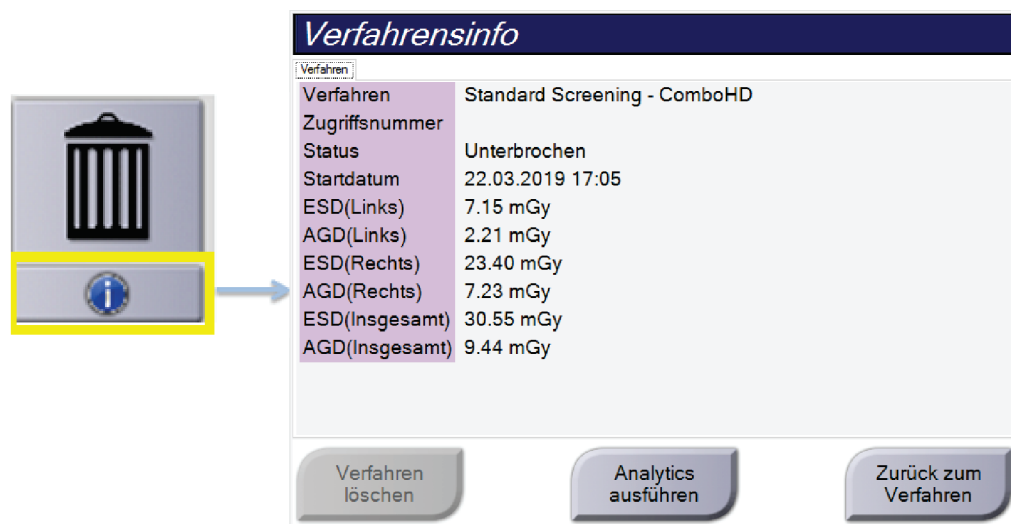 Verfahrensinfo
Verfahren
Verfahren Standard Screening - ComboHD
Zugriffsnummer
Status Unterbrochen
Startdatum 22.03.2019 17:05
ESD(Links) 7.15 mGy
AGD(Links) 2.21 mGy
ESD(Rechts) 23.40 mGy
AGD(Rechts) 7.23 mGy
ESD(Insgesamt) 30.55 mGy
AGD(Insgesamt) 9.44 mGy
Verfahren
löschen
Analytics
ausführen
Zurück zum
Verfahren